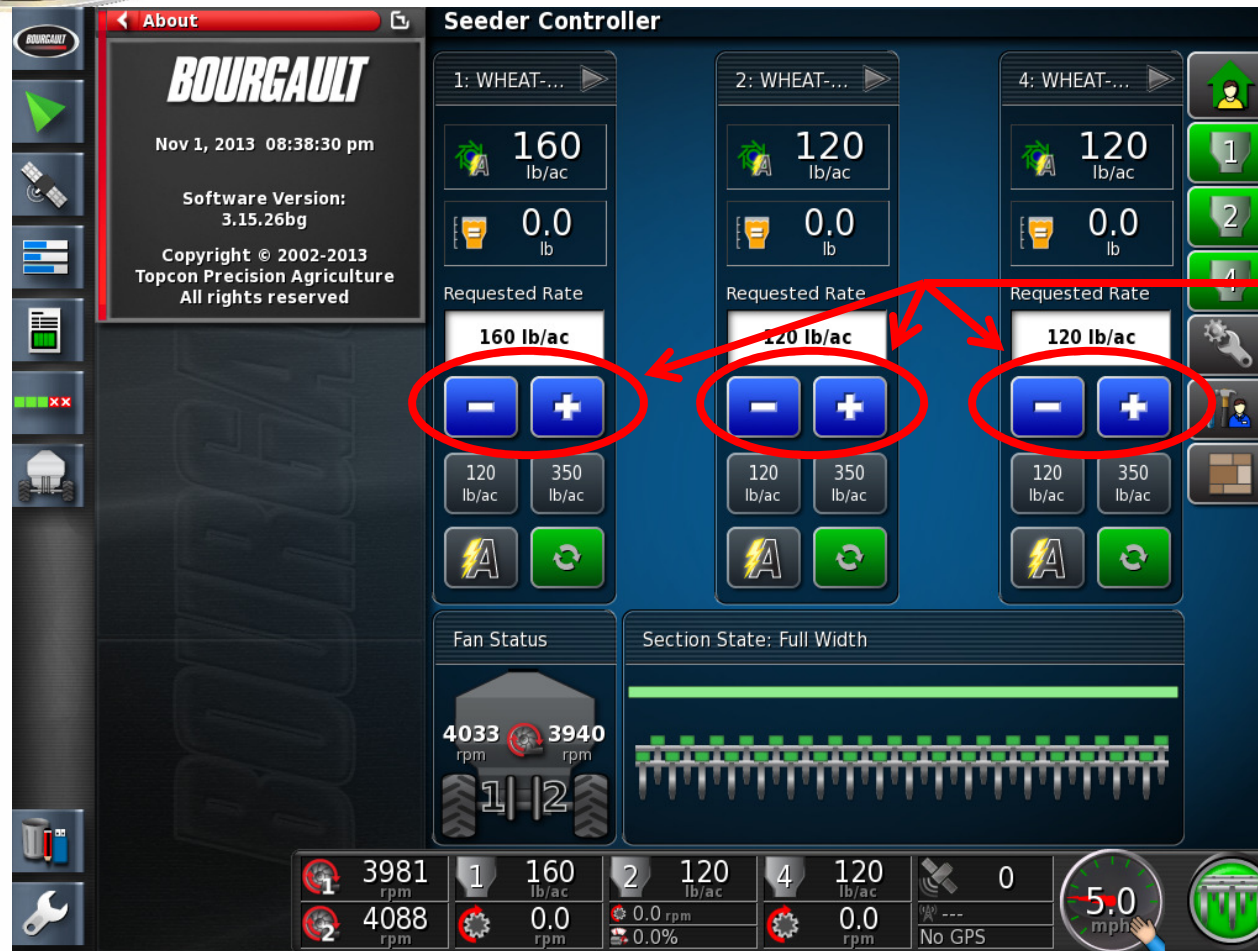 BOURGAULT
About
Seeder Controller
BOURGAULT
Nov 1, 2013 08:38:30 pm
Software Version:
3.15.26bg
Copyright © 2002-2013
Topcon Precision Agriculture
All rights reserved
BOURGAULT
1: WHEAT-...
160
lb/ac
0.0
lb
Requested Rate
160 lb/ac
120
lb/ac
350
lb/ac
A
2: WHEAT-...
120
lb/ac
0.0
lb
Requested Rate
120 lb/ac
120
lb/ac
350
lb/ac
A
4: WHEAT-...
120
lb/ac
0.0
lb
Requested Rate
120 lb/ac
120
lb/ac
350
lb/ac
A
1
2
4
Fan Status
4033
rpm
3940
rpm
1 2
Section State: Full Width
1 3981
rpm
2 4088
rpm
1 160
lb/ac
0.0
rpm
2 120
lb/ac
0.0 rpm
0.0%
4 120
lb/ac
0.0
rpm
0
---
No GPS
5.0
mph